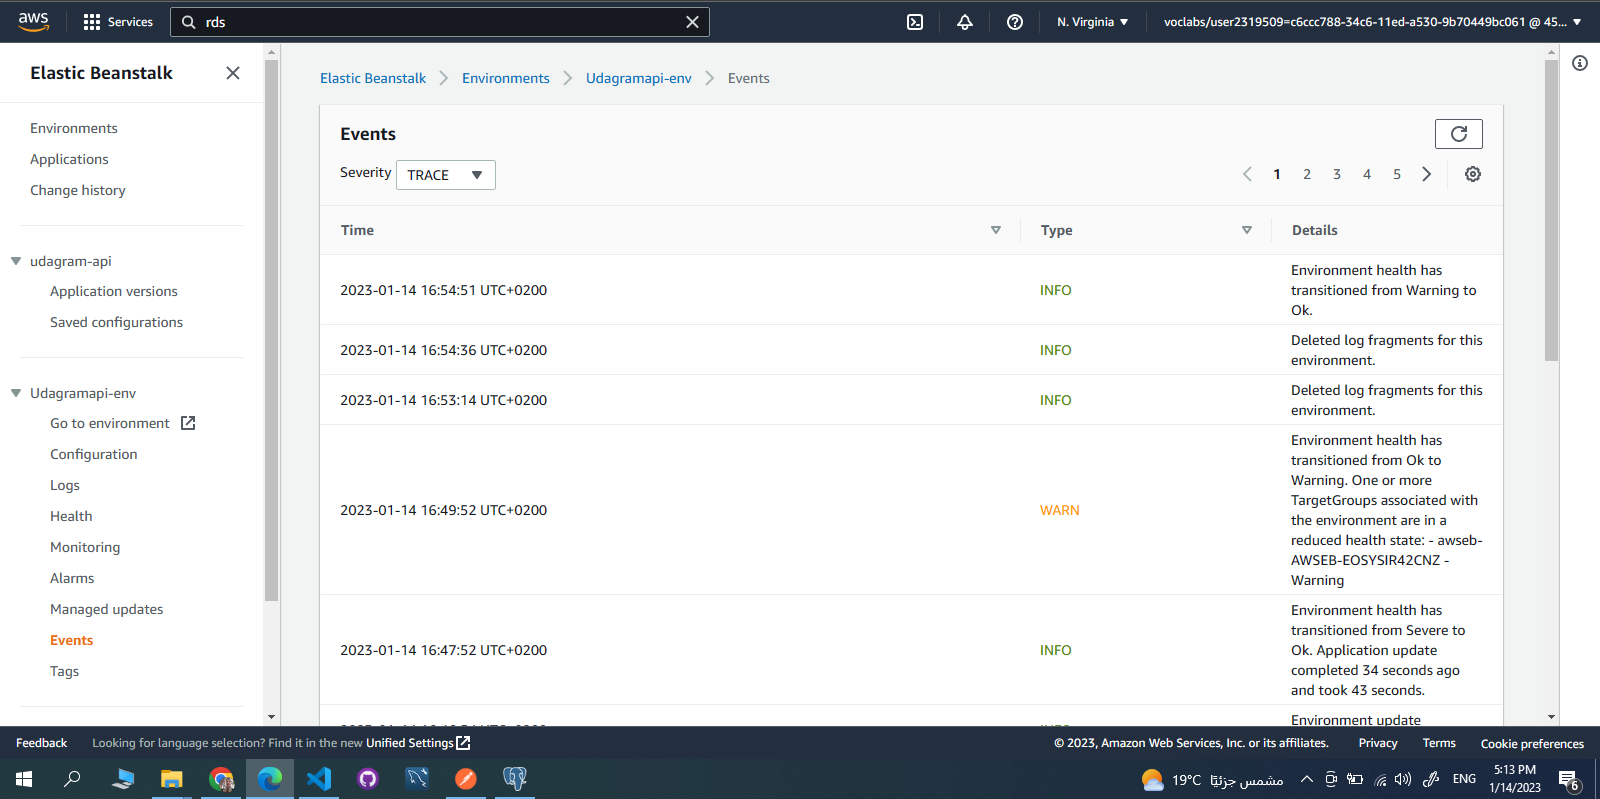 aws
Services
rds
N. Virginia
voclabs/user2319509=c6ccc788-34c6-11ed-a530-9b70449bc061 @ 45...
Elastic Beanstalk
Environments
Applications
Change history
udagram-api
Application versions
Saved configurations
Udagramapi-env
Go to environment
Configuration
Logs
Health
Monitoring
Alarms
Managed updates
Events
Tags
Elastic Beanstalk
Environments
Udagramapi-env
Events
Events
Severity
TRACE
1 2 3 4 5
Time Type Details
2023-01-14 16:54:51 UTC+0200
INFO
Environment health has
transitioned from Warning to
Ok.
2023-01-14 16:54:36 UTC+0200
INFO
Deleted log fragments for this
environment.
2023-01-14 16:53:14 UTC+0200
INFO
Deleted log fragments for this
environment.
2023-01-14 16:49:52 UTC+0200
WARN
Environment health has
transitioned from Ok to
Warning. One or more
TargetGroups associated with
the environment are in a
reduced health state: - awseb-
AWSEB-EOSYSIR42CNZ -
Warning
2023-01-14 16:47:52 UTC+0200
INFO
Environment health has
transitioned from Severe to
Ok. Application update
completed 34 seconds ago
and took 43 seconds.
Environment update
Feedback
Looking for language selection? Find it in the new Unified Settings
© 2023, Amazon Web Services, Inc. or its affiliates.
Privacy
Terms
Cookie preferences
19°C مشمس جزئيًا
ENG
5:13 PM
1/14/2023
6